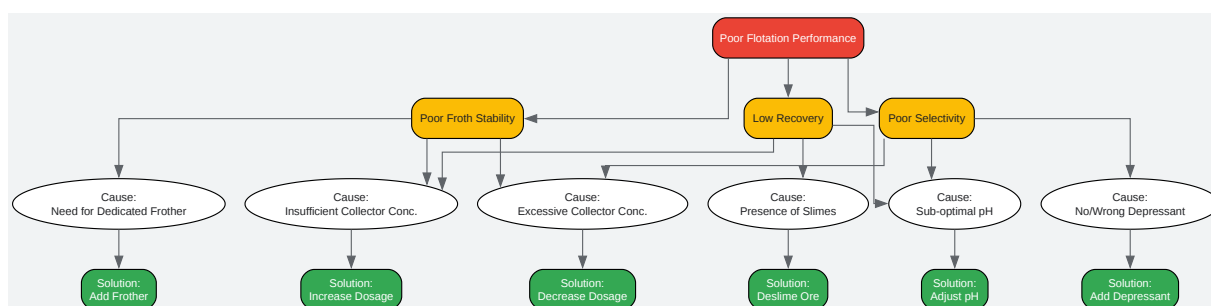 Poor Flotation Performance
Poor Froth Stability
Low Recovery
Poor Selectivity
Cause:
Need for Dedicated Frother
Cause:
Insufficient Collector Conc.
Cause:
Excessive Collector Conc.
Cause:
Presence of Slimes
Cause:
Sub-optimal pH
Cause:
No/Wrong Depressant
Solution:
Add Frother
Solution:
Increase Dosage
Solution:
Decrease Dosage
Solution:
Deslime Ore
Solution:
Adjust pH
Solution:
Add Depressant